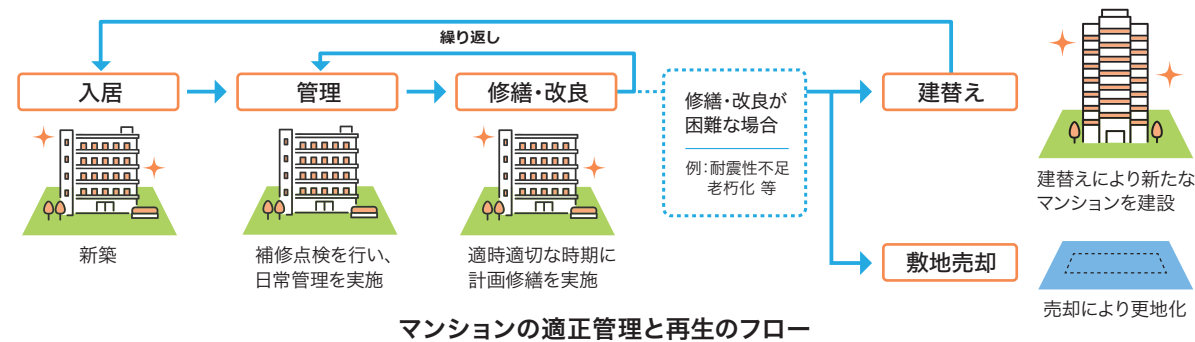 繰り返し
入居
管理
修繕・改良
修繕・改良が
困難な場合
例：耐震性不足
老朽化 等
建替え
敷地売却
新築
補修点検を行い、
日常管理を実施
適時適切な時期に
計画修繕を実施
建替えにより新たな
マンションを建設
売却により更地化
マンションの適正管理と再生のフロー